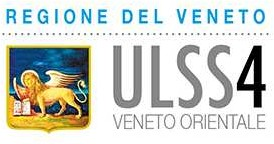 REGIONE DEL VENETO
ULSS4
VENETO ORIENTALE